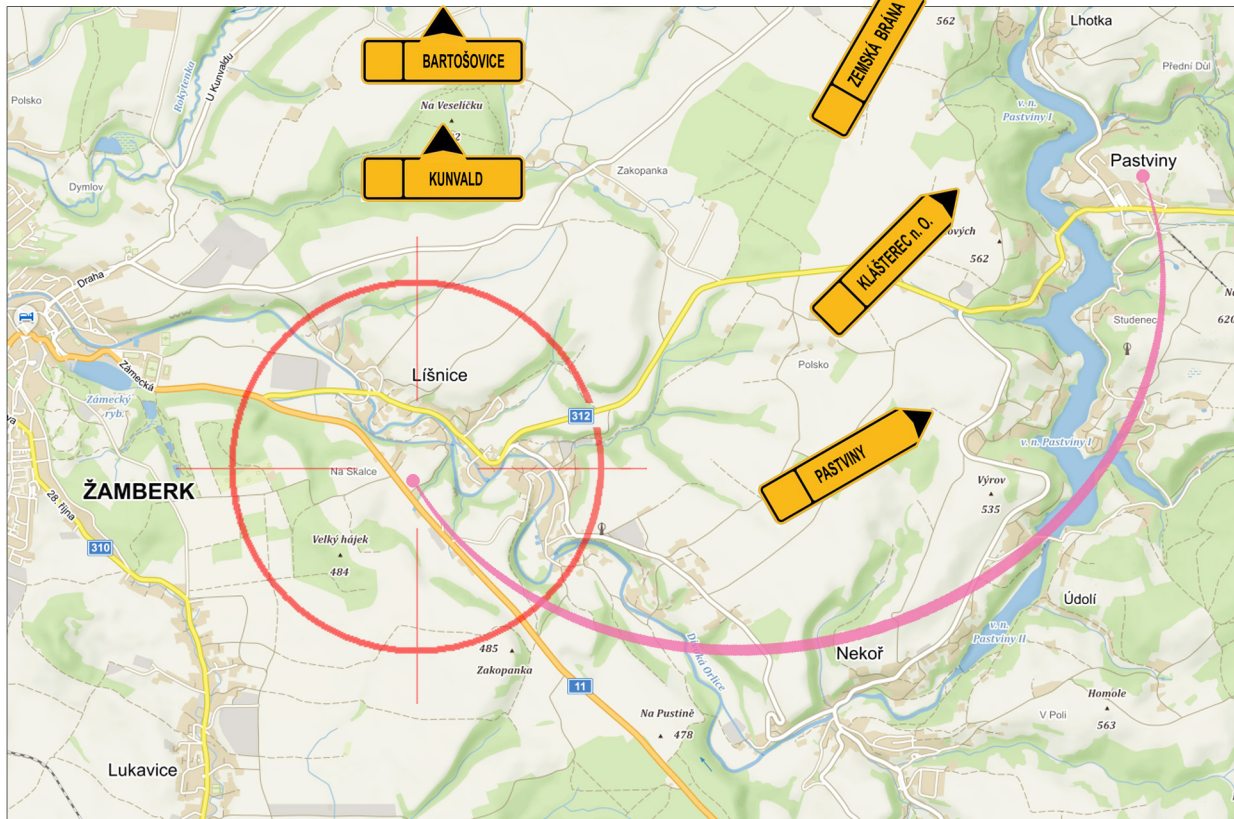 562
Lhotka
ZEMSKÁ BRÁNA
BARTOŠOVICE
U Kunvaldu
Rokytenka
Přední Důl
Polsko
Na Veselíčku
v. n.
Pastviny I
Pastviny
Zakopanka
KUNVALD
Dymlov
KLÁŠTEREC n. O.
562
Draha
Studenec
620
Zámecká
Líšnice
Polsko
Zámecký
ryb.
312
v. n. Pastviny I
Na Skalce
PASTVINY
Výrov
535
ŽAMBERK
28. října
310
Velký hájek
484
Údolí
v. n.
Pastviny II
485
Zakopanka
Divoká Orlice
Nekoř
11
Homole
563
Na Pustině
478
V Poli
Lukavice